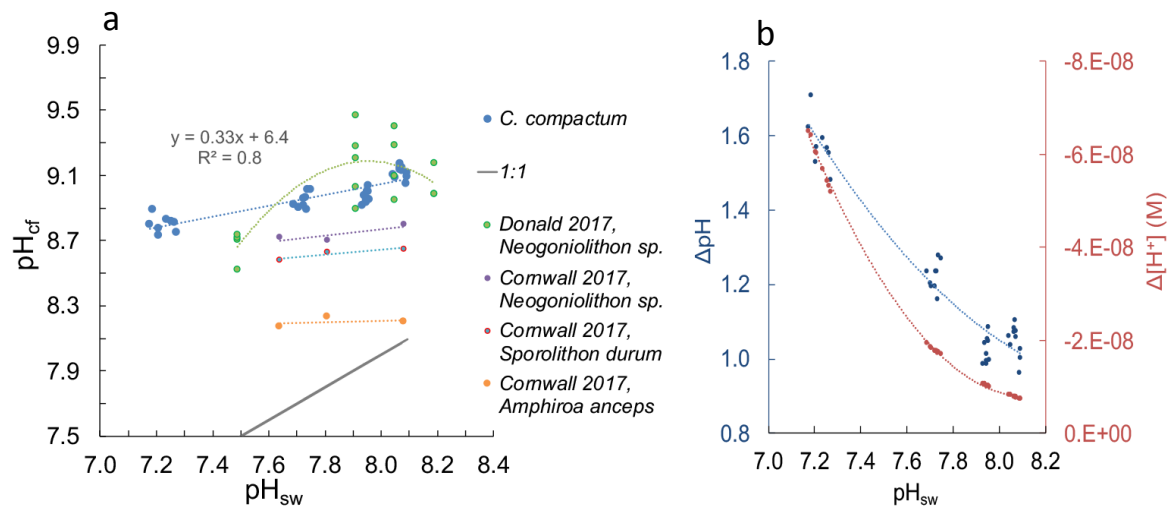 a
9.9
9.5
9.1
8.7
8.3
7.9
7.5
pHcf
y = 0.33x + 6.4
R² = 0.8
7.0 7.2 7.4 7.6 7.8 8.0 8.2 8.4
pHsw
C. compactum
1:1
Donald 2017,
Neogoniolithon sp.
Cornwall 2017,
Neogoniolithon sp.
Cornwall 2017,
Sporolithon durum
Cornwall 2017,
Amphiroa anceps
b
1.8
1.6
1.4
1.2
1.0
0.8
ΔpH
-8.E-08
-6.E-08
-4.E-08
-2.E-08
0.E+00
Δ[H⁺] (M)
7.0 7.2 7.4 7.6 7.8 8.0 8.2
pHsw